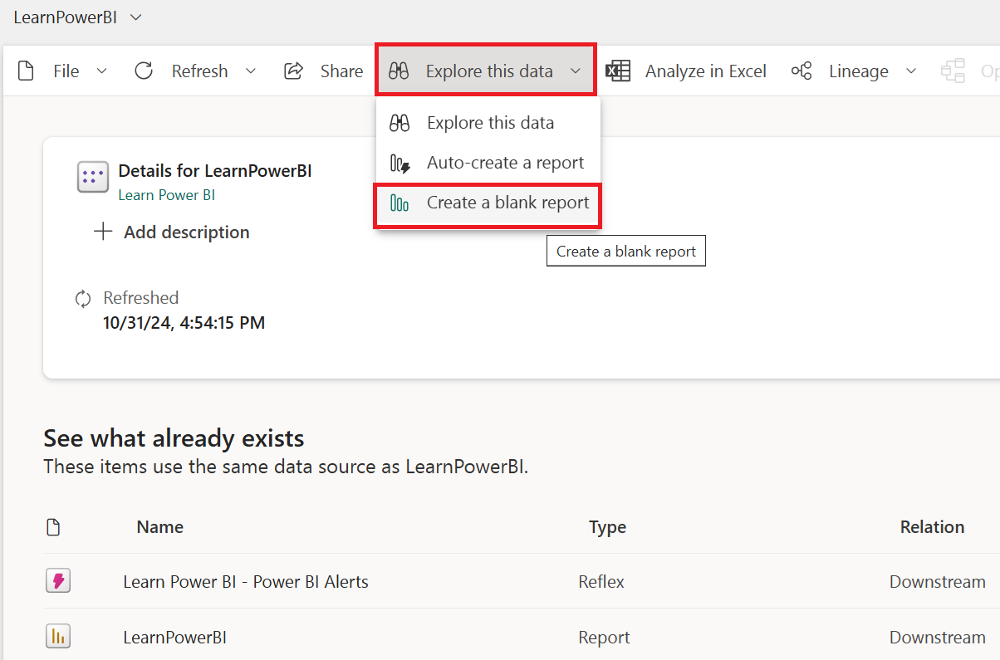 LearnPowerBI
File Refresh Share Explore this data Analyze in Excel Lineage
Explore this data
Auto-create a report
Create a blank report
Create a blank report
Details for LearnPowerBI
Learn Power BI
Add description
Refreshed
10/31/24, 4:54:15 PM
See what already exists
These items use the same data source as LearnPowerBI.
Name Type Relation
Learn Power BI - Power BI Alerts Reflex Downstream
LearnPowerBI Report Downstream